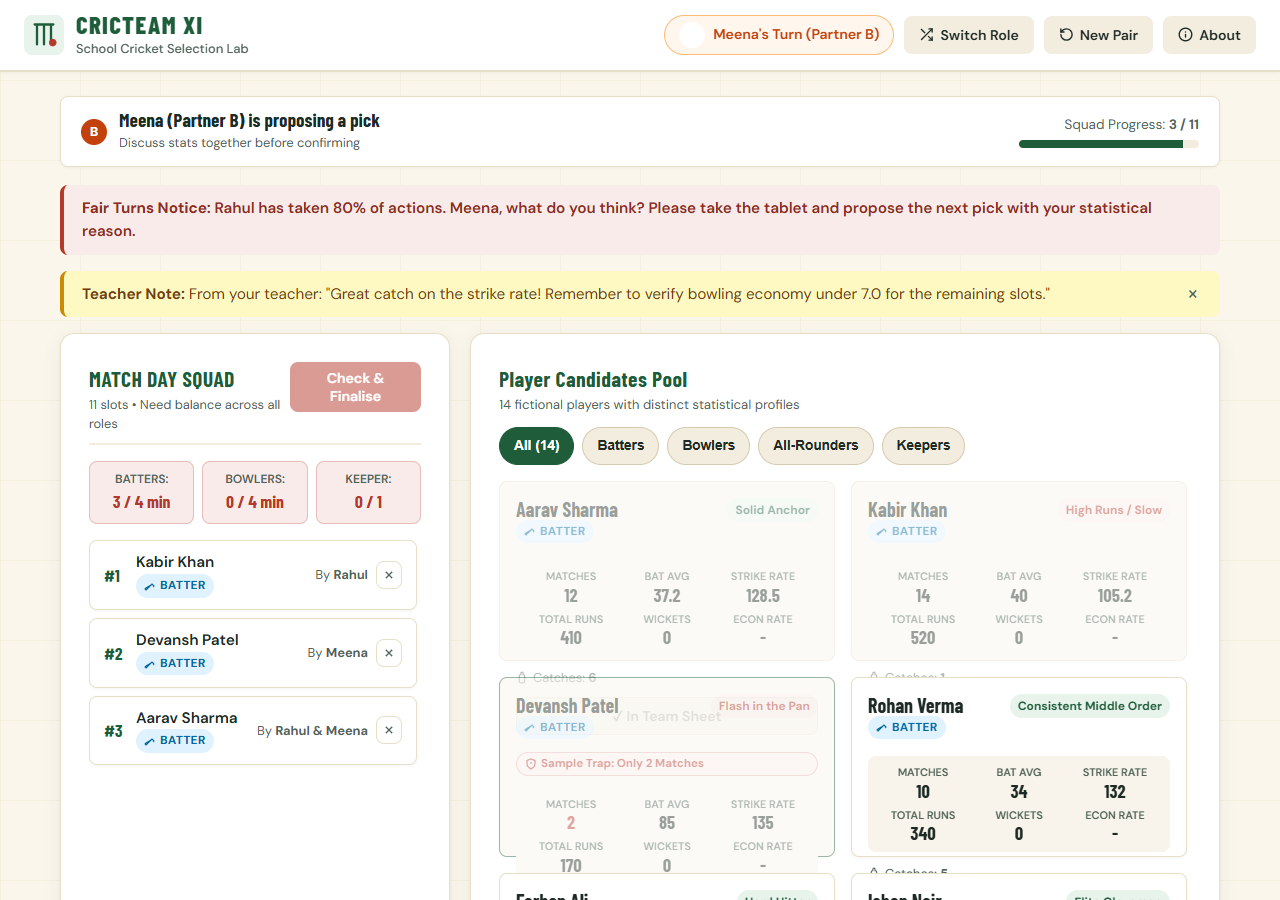 CRICTEAM XI
School Cricket Selection Lab
Meena's Turn (Partner B)
Switch Role
New Pair
About
B
Meena (Partner B) is proposing a pick
Discuss stats together before confirming
Squad Progress: 3 / 11
Fair Turns Notice: Rahul has taken 80% of actions. Meena, what do you think? Please take the tablet and propose the next pick with your statistical
reason.
Teacher Note: From your teacher: "Great catch on the strike rate! Remember to verify bowling economy under 7.0 for the remaining slots."
×
MATCH DAY SQUAD
11 slots • Need balance across all
roles
Check &
Finalise
BATTERS:
3 / 4 min
BOWLERS:
0 / 4 min
KEEPER:
0 / 1
#1
Kabir Khan
BATTER
By Rahul
×
#2
Devansh Patel
BATTER
By Meena
×
#3
Aarav Sharma
BATTER
By Rahul & Meena
×
Player Candidates Pool
14 fictional players with distinct statistical profiles
All (14)
Batters
Bowlers
All-Rounders
Keepers
Aarav Sharma
Solid Anchor
BATTER
MATCHES BAT AVG STRIKE RATE
12 37.2 128.5
TOTAL RUNS WICKETS ECON RATE
410 0 -
Catches: 6
Kabir Khan
High Runs / Slow
BATTER
MATCHES BAT AVG STRIKE RATE
14 40 105.2
TOTAL RUNS WICKETS ECON RATE
520 0 -
Catches: 1
Devansh Patel
Flash in the Pan
✓ In Team Sheet
BATTER
Sample Trap: Only 2 Matches
MATCHES BAT AVG STRIKE RATE
2 85 135
TOTAL RUNS WICKETS ECON RATE
170 0 -
Rohan Verma
Consistent Middle Order
BATTER
MATCHES BAT AVG STRIKE RATE
10 34 132
TOTAL RUNS WICKETS ECON RATE
340 0 -
Catches: 5
Farhan Ali